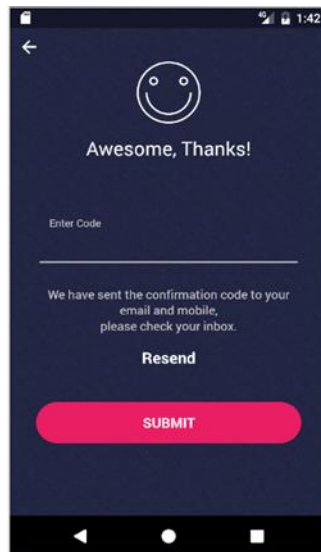 4G 1:42
Awesome, Thanks!
Enter Code
We have sent the confirmation code to your
email and mobile,
please check your inbox.
Resend
SUBMIT